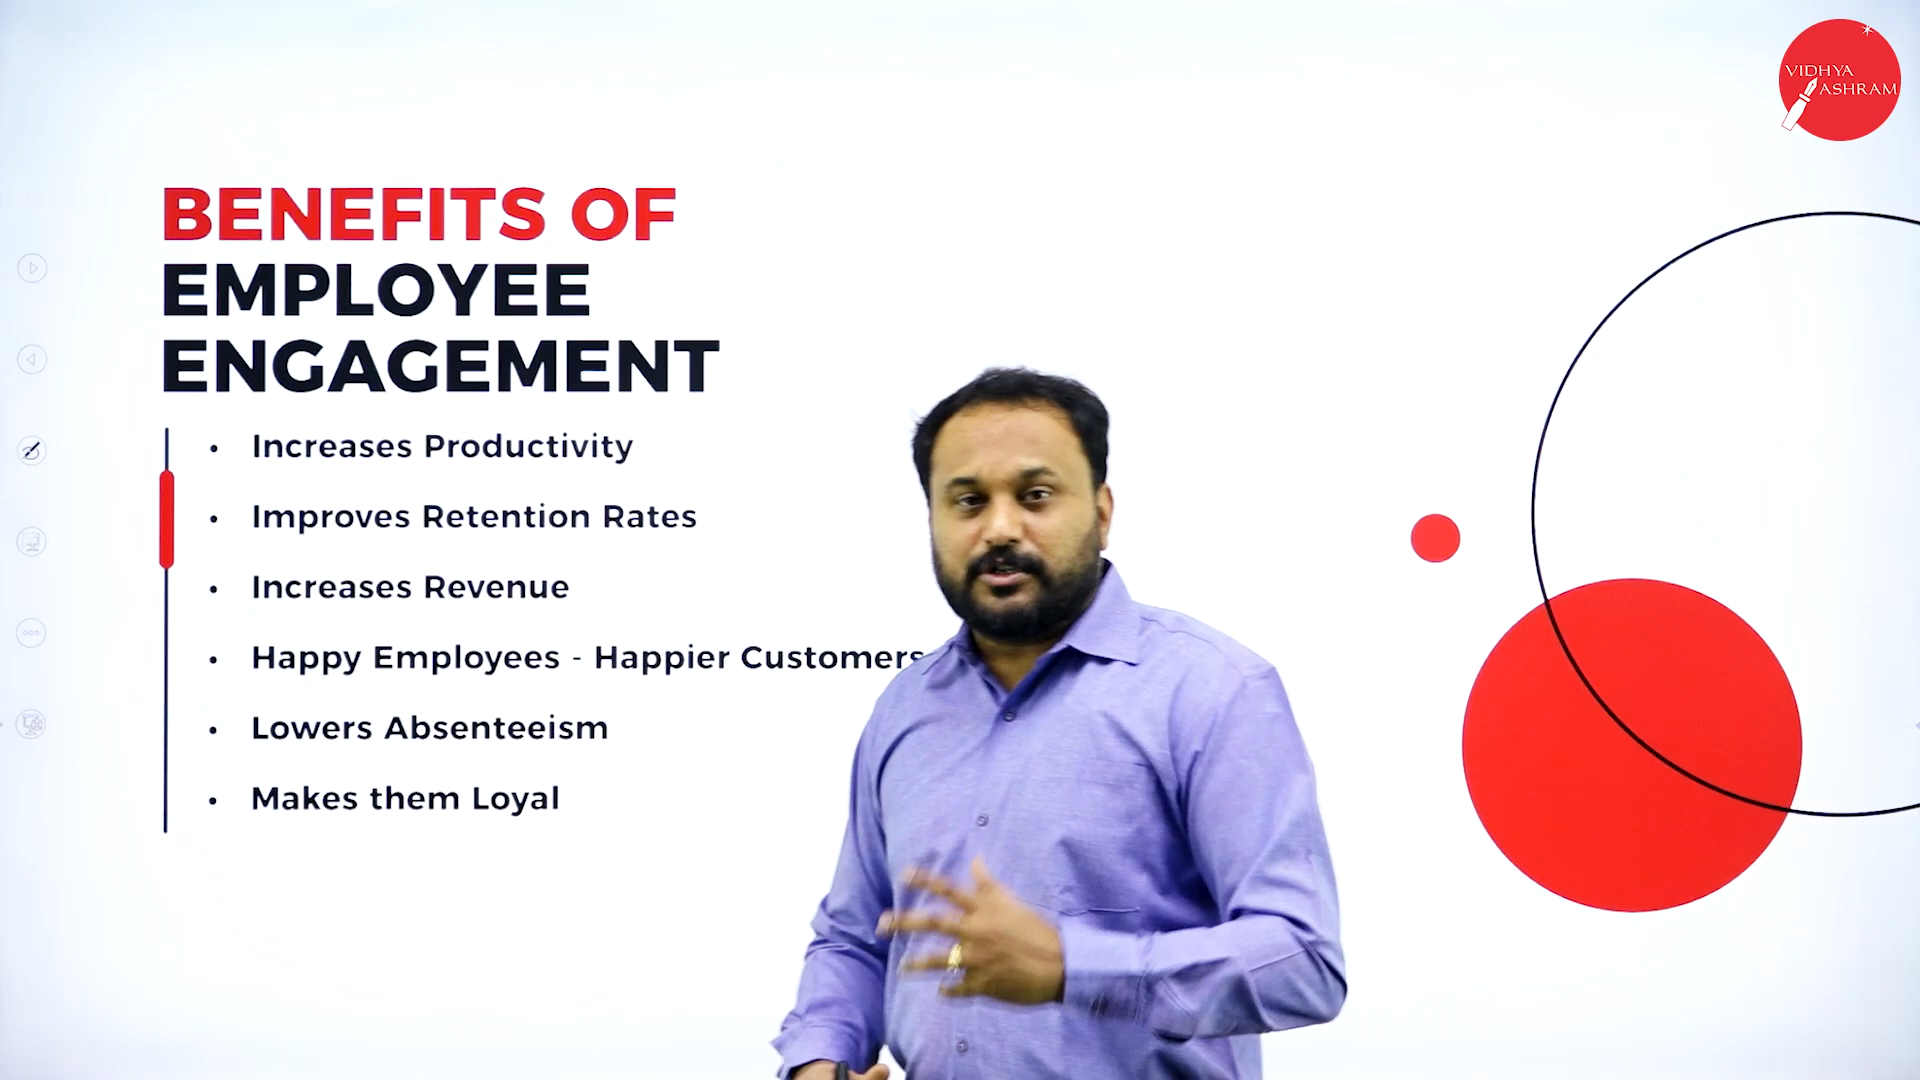 VIDHYA
ASHRAM
BENEFITS OF
EMPLOYEE
ENGAGEMENT
• Increases Productivity
• Improves Retention Rates
• Increases Revenue
• Happy Employees - Happier Customers
• Lowers Absenteeism
• Makes them Loyal